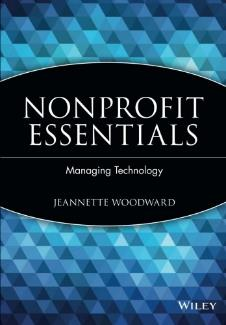 NONPROFIT
ESSENTIALS
Managing Technology
JEANNETTE WOODWARD
WILEY